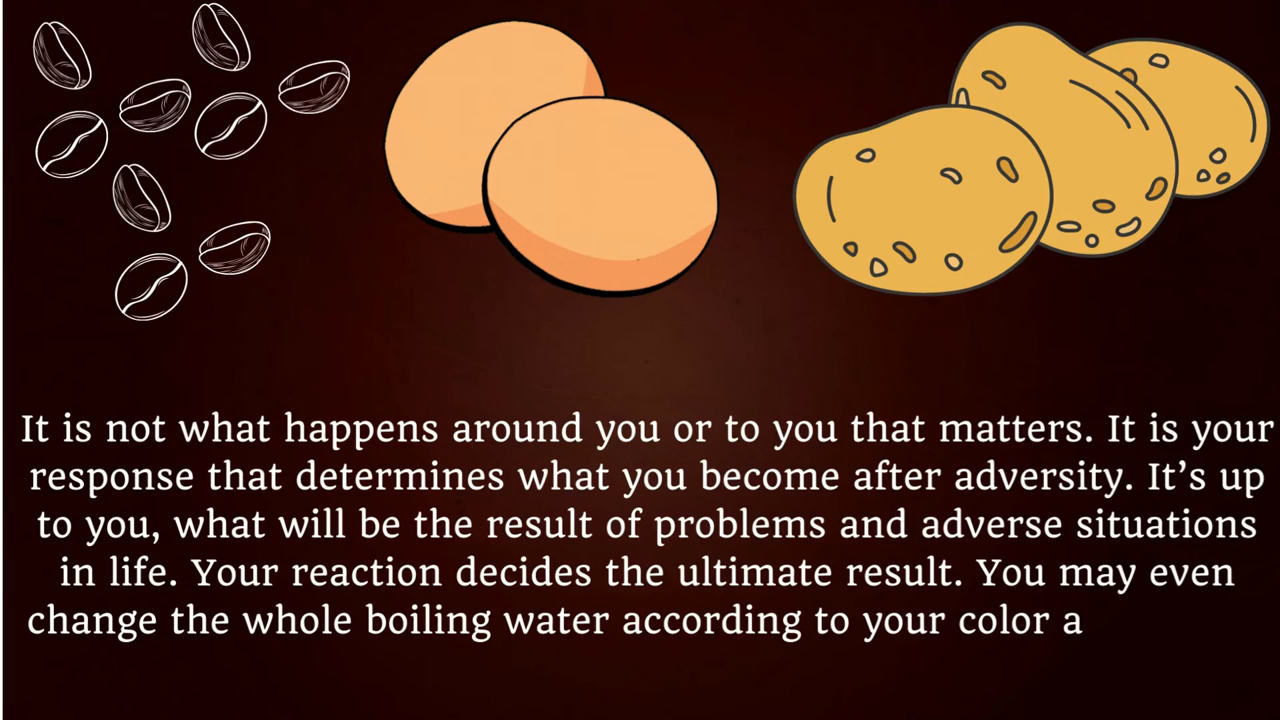 It is not what happens around you or to you that matters. It is your
response that determines what you become after adversity. It’s up
to you, what will be the result of problems and adverse situations
in life. Your reaction decides the ultimate result. You may even
change the whole boiling water according to your color a